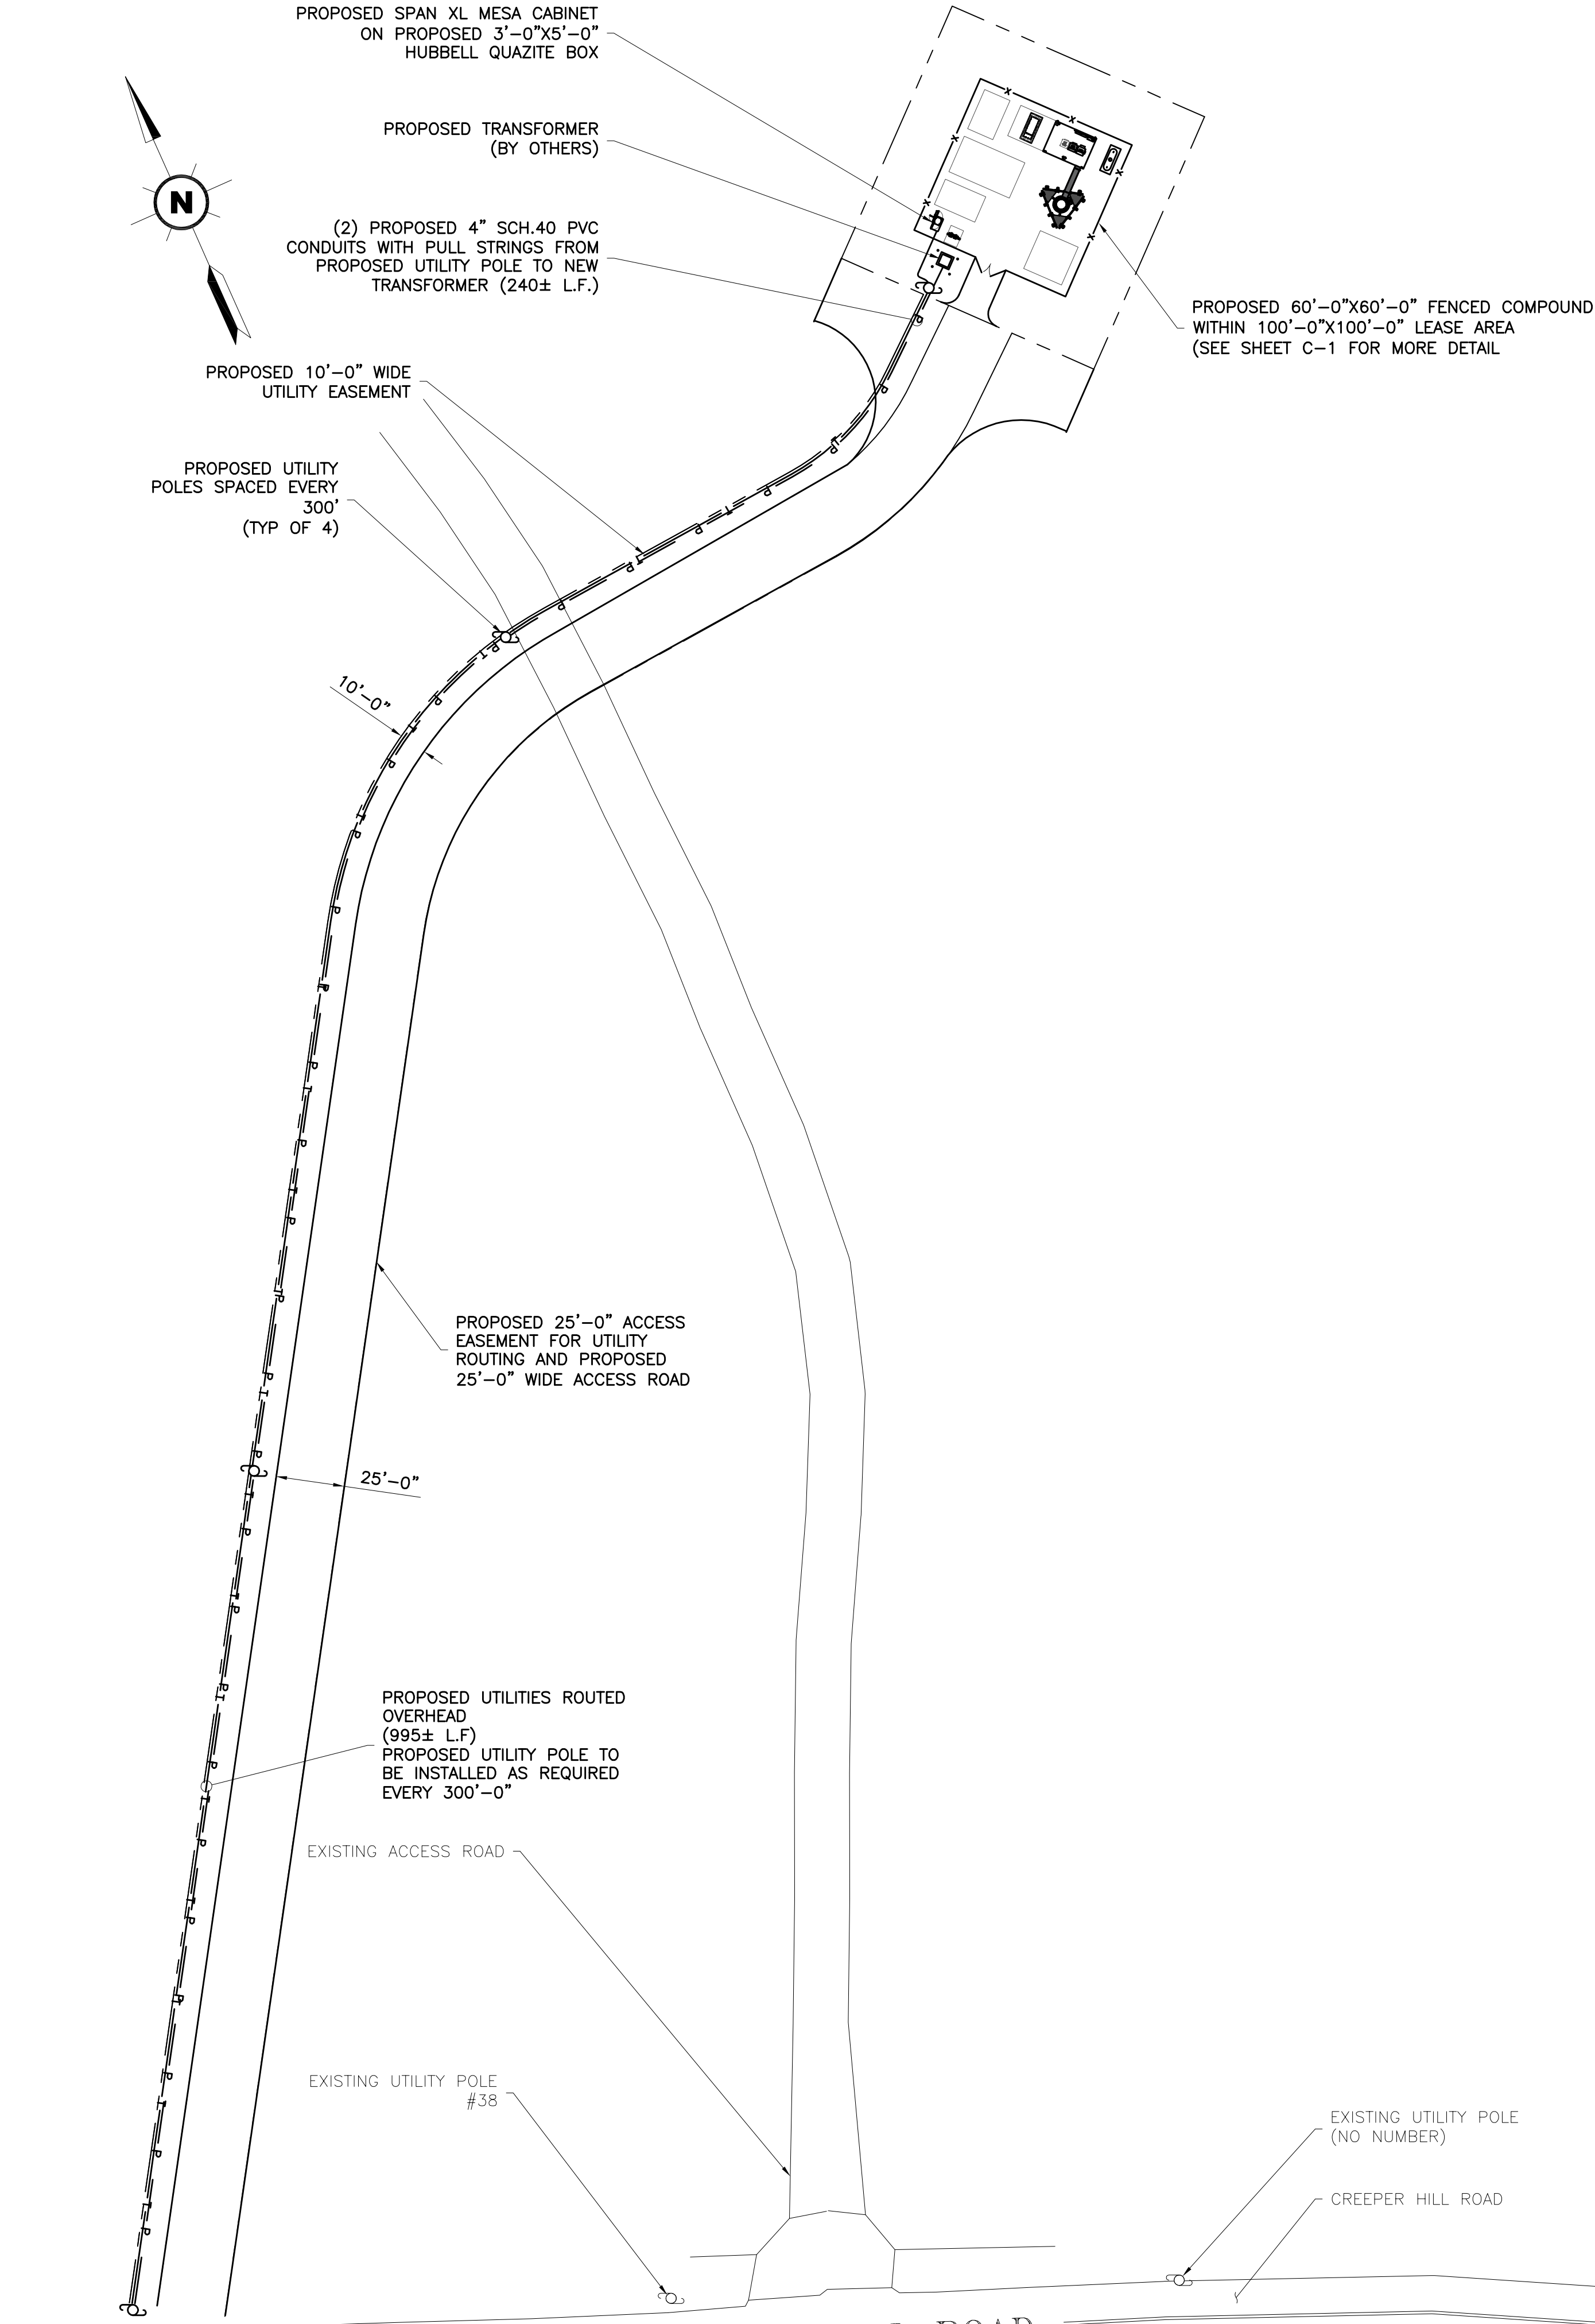 PROPOSED SPAN XL MESA CABINET
ON PROPOSED 3'-0"X5'-0"
HUBBELL QUAZITE BOX
PROPOSED TRANSFORMER
(BY OTHERS)
N
(2) PROPOSED 4" SCH.40 PVC
CONDUITS WITH PULL STRINGS FROM
PROPOSED UTILITY POLE TO NEW
TRANSFORMER (240± L.F.)
PROPOSED 60'-0"X60'-0" FENCED COMPOUND
WITHIN 100'-0"X100'-0" LEASE AREA
(SEE SHEET C-1 FOR MORE DETAIL
PROPOSED 10'-0" WIDE
UTILITY EASEMENT
PROPOSED UTILITY
POLES SPACED EVERY
300'
(TYP OF 4)
10'-0"
PROPOSED 25'-0" ACCESS
EASEMENT FOR UTILITY
ROUTING AND PROPOSED
25'-0" WIDE ACCESS ROAD
25'-0"
PROPOSED UTILITIES ROUTED
OVERHEAD
(995± L.F)
PROPOSED UTILITY POLE TO
BE INSTALLED AS REQUIRED
EVERY 300'-0"
EXISTING ACCESS ROAD
EXISTING UTILITY POLE
#38
EXISTING UTILITY POLE
(NO NUMBER)
CREEPER HILL ROAD
ROAD